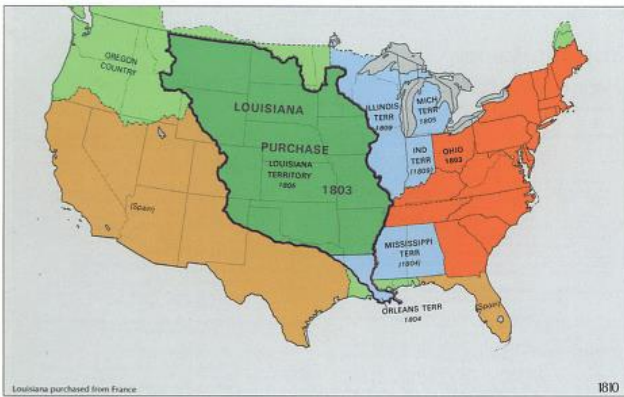 OREGON
COUNTRY
LOUISIANA
PURCHASE
LOUISIANA
TERRITORY
1805
1803
ILLINOIS
TERR
1809
MICH
TERR
1805
IND
TERR
(1809)
OHIO
1803
(Spain)
MISSISSIPPI
TERR
(1804)
ORLEANS TERR
1804
(Spain)
Louisiana purchased from France
1810